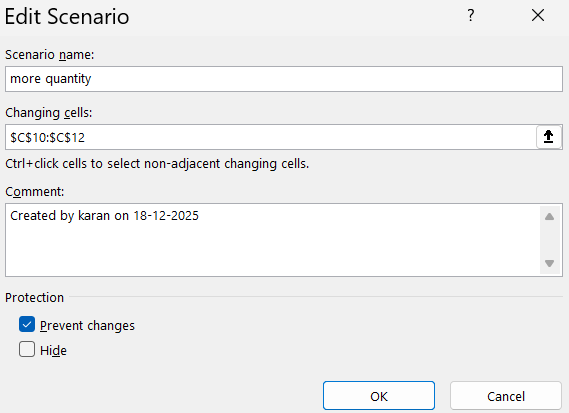 Edit Scenario ?
Scenario name:
more quantity
Changing cells:
$C$10:$C$12
Ctrl+click cells to select non-adjacent changing cells.
Comment:
Created by karan on 18-12-2025
Protection
Prevent changes
Hide
OK Cancel